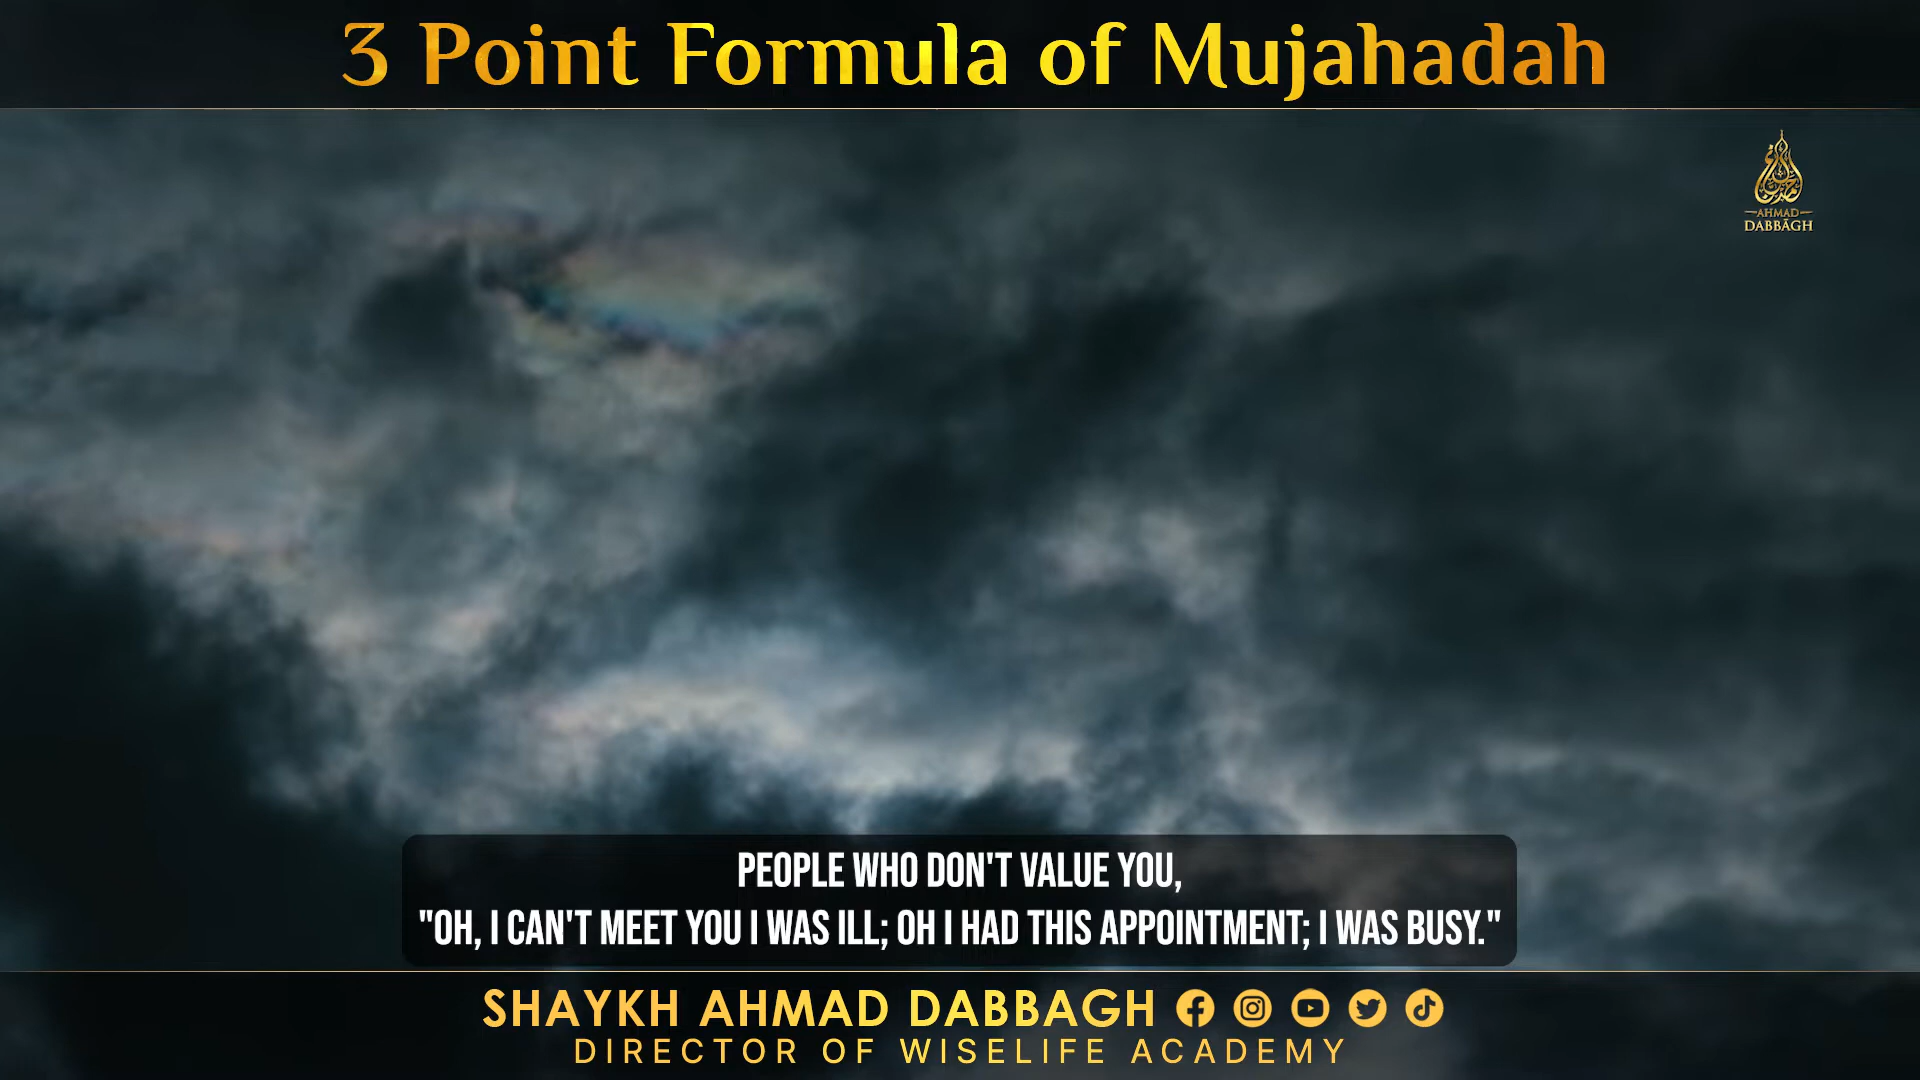 3 Point Formula of Mujahadah
AHMAD
DABBĀGH
PEOPLE WHO DON'T VALUE YOU,
"OH, I CAN'T MEET YOU I WAS ILL; OH I HAD THIS APPOINTMENT; I WAS BUSY."
SHAYKH AHMAD DABBAGH
DIRECTOR OF WISELIFE ACADEMY